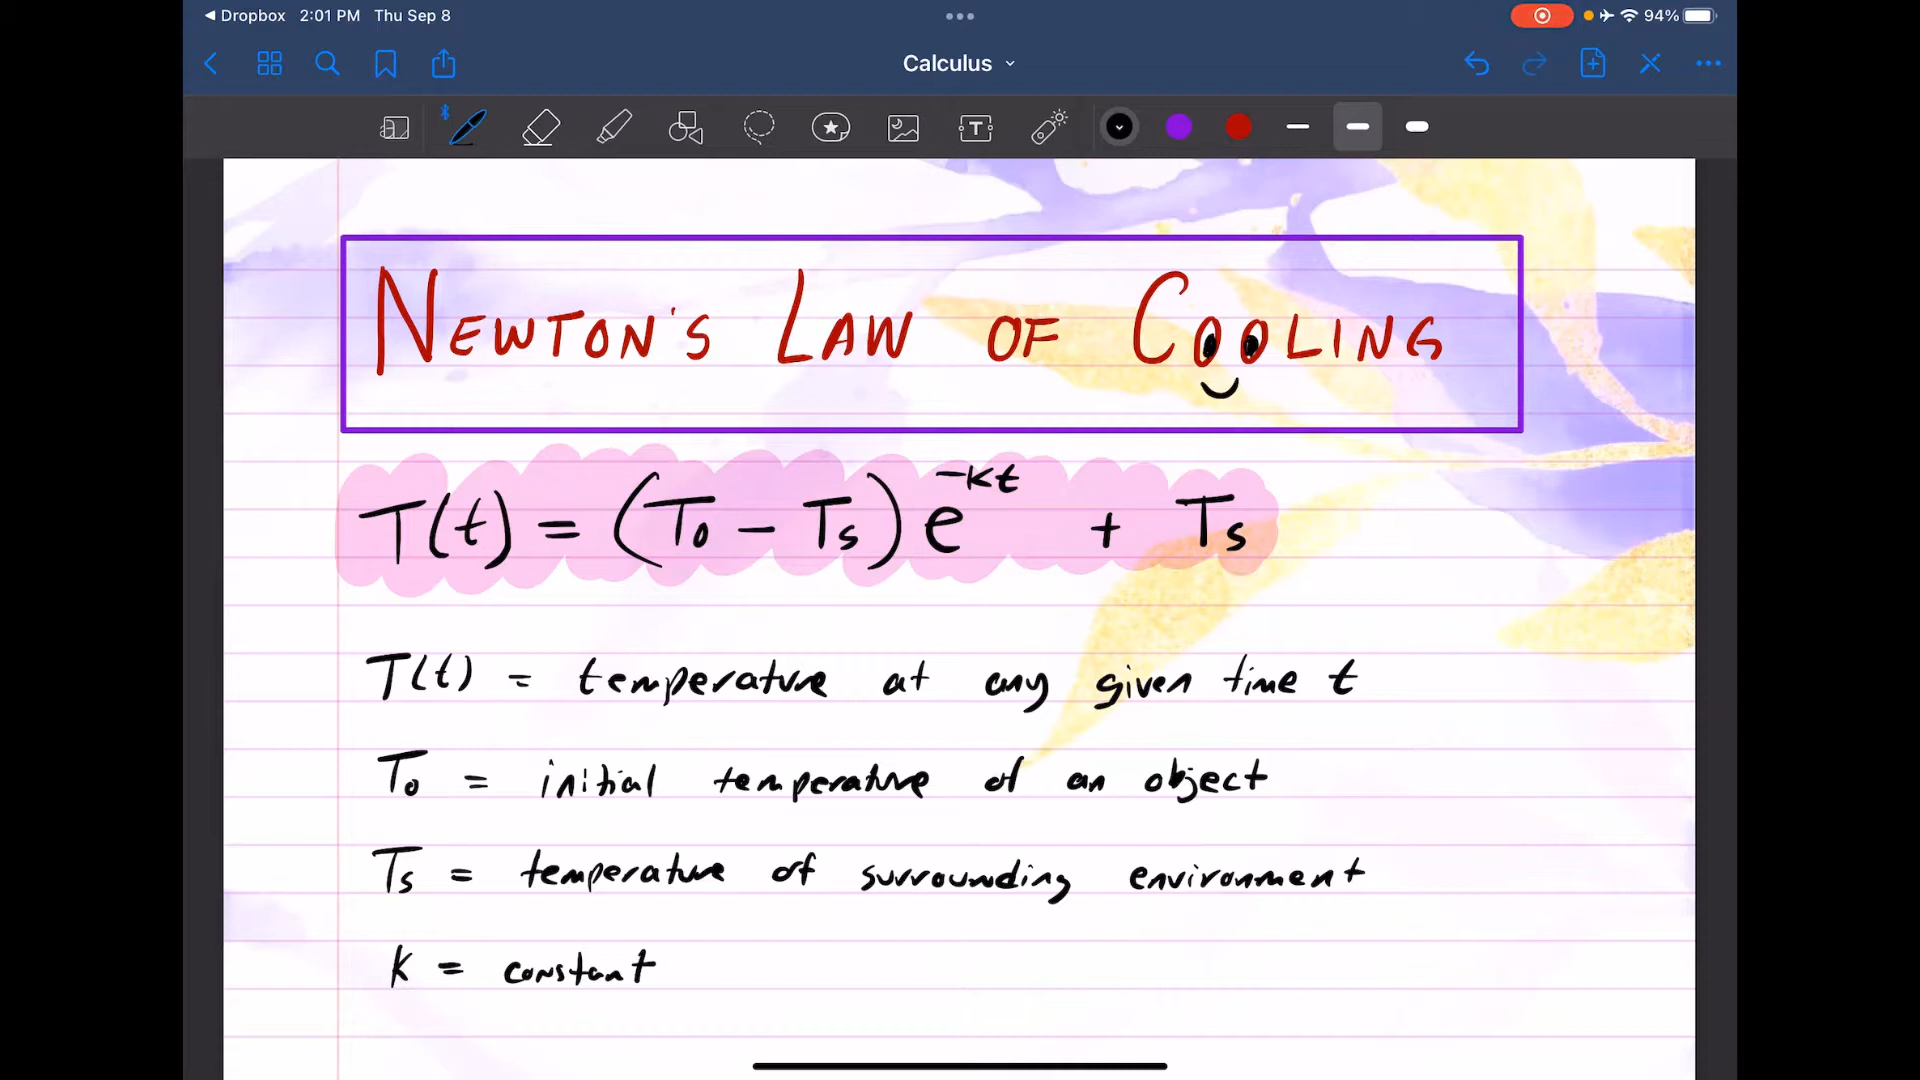 Dropbox 2:01 PM Thu Sep 8
94%
Calculus
T
NEWTON'S LAW OF COOLING
T(t) = (T₀ - Tₛ) e^(-kt) + Tₛ
T(t) = temperature at any given time t
T₀ = initial temperature of an object
Tₛ = temperature of surrounding environment
K = constant